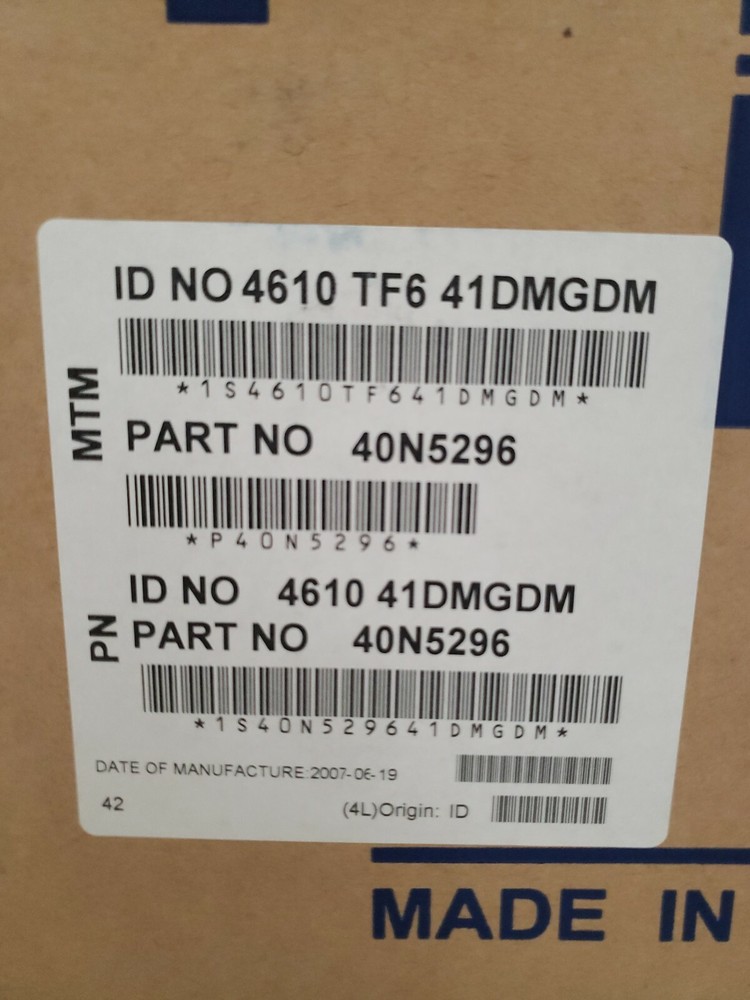 ID NO 4610 TF6 41DMGDM
*1S4610TF641DMGDM*
MTM
PART NO 40N5296
*P40N5296*
ID NO 4610 41DMGDM
PN
PART NO 40N5296
*1S40N529641DMGDM*
DATE OF MANUFACTURE:2007-06-19
42
(4L)Origin: ID
MADE IN